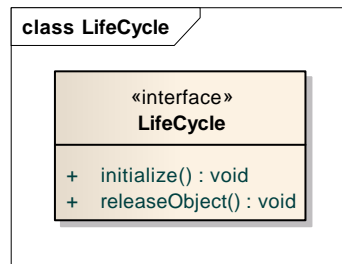 class LifeCycle
«interface»
LifeCycle
+ initialize() : void
+ releaseObject() : void